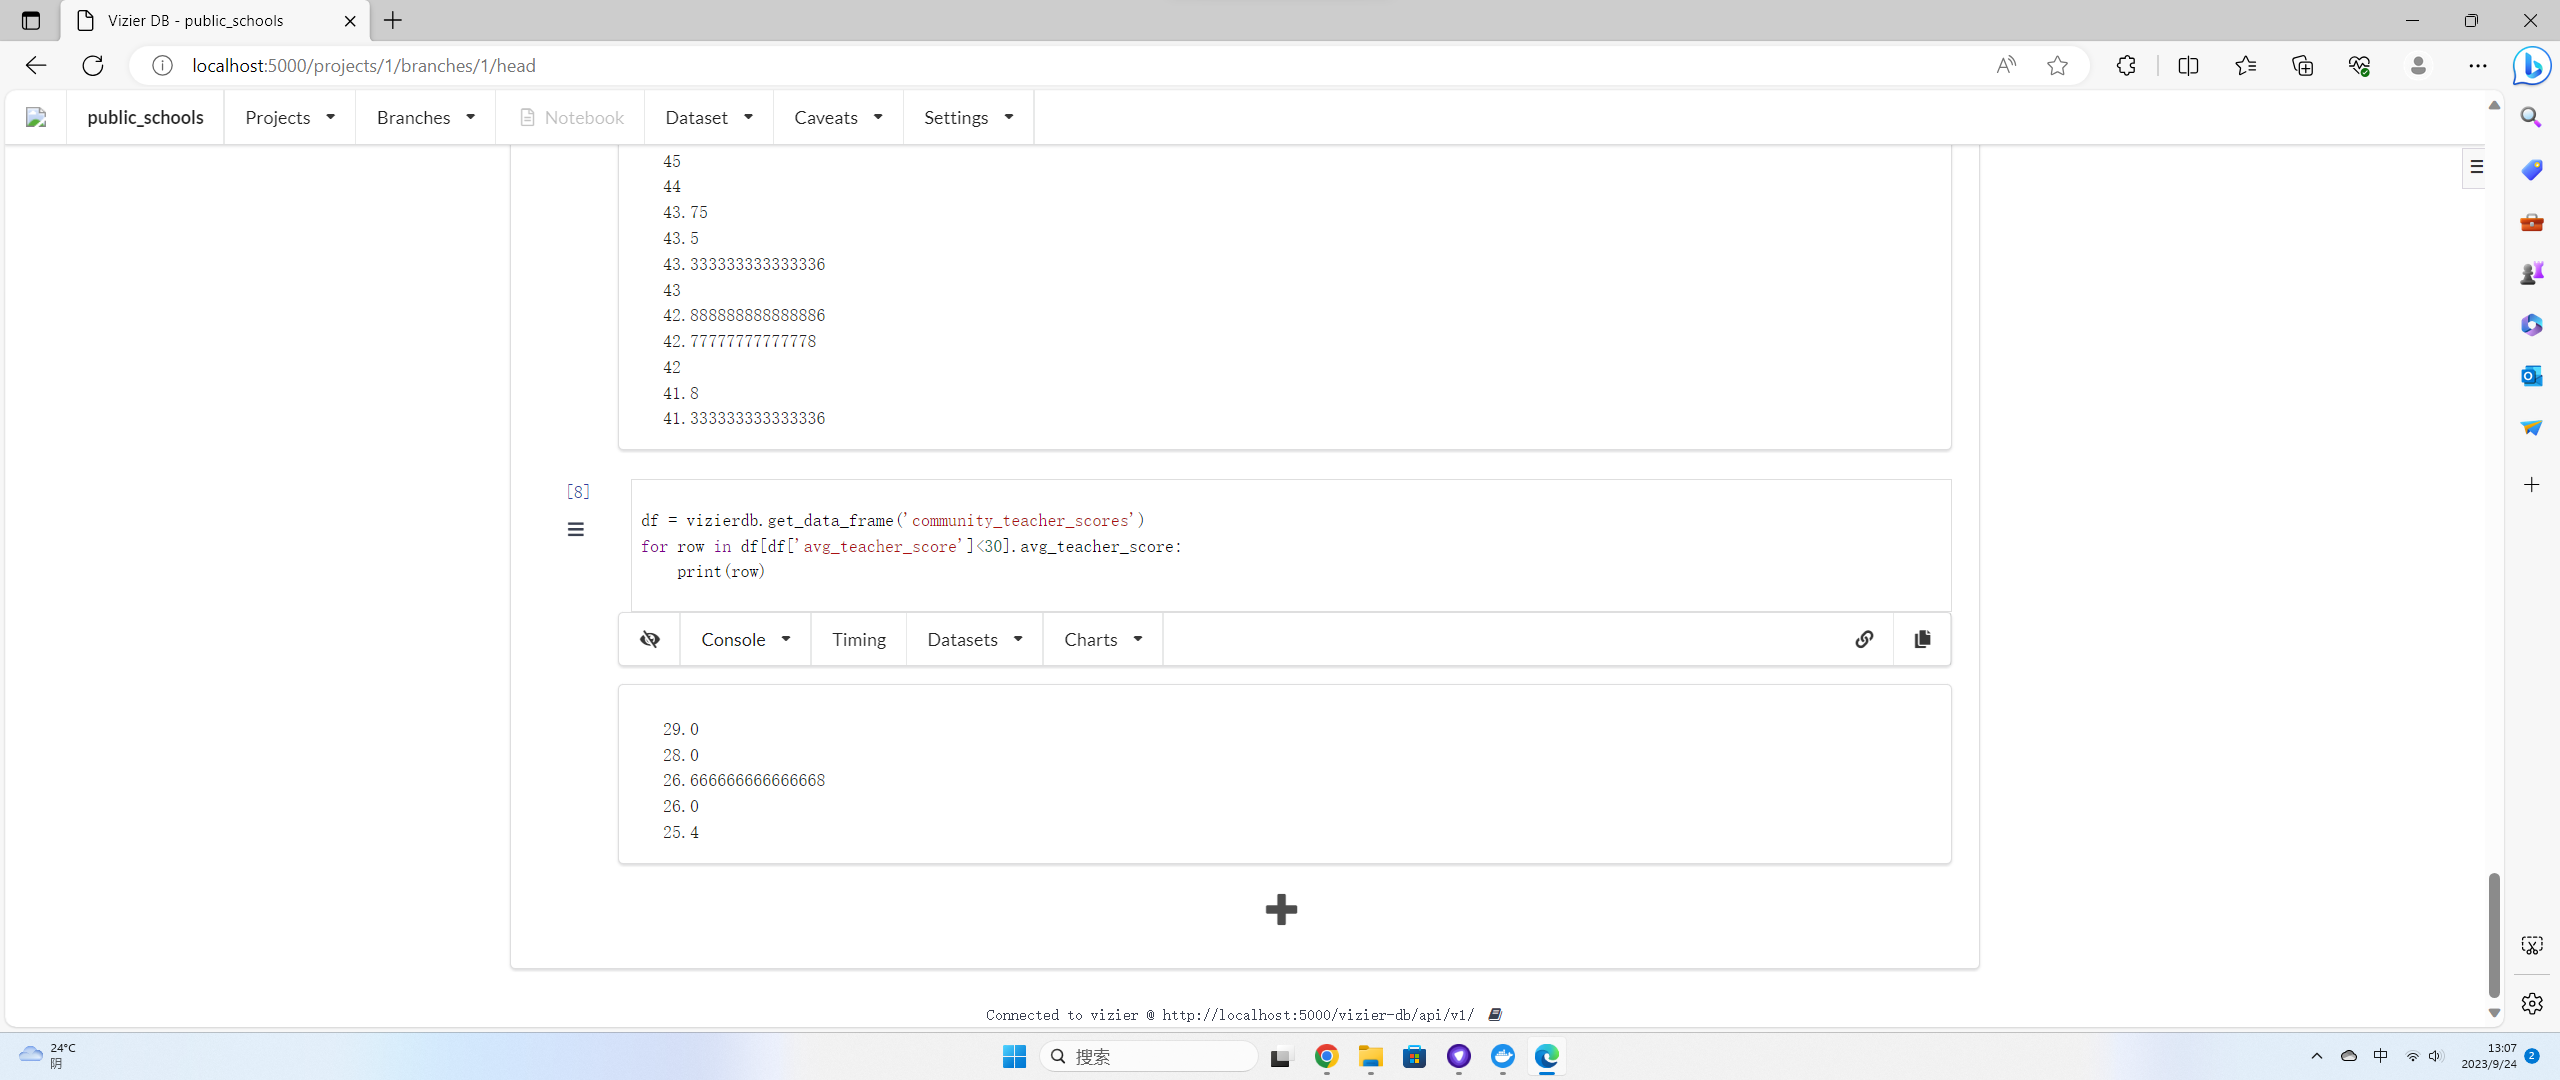 Vizier DB - public_schools
localhost:5000/projects/1/branches/1/head
public_schools Projects Branches Notebook Dataset Caveats Settings
45
44
43.75
43.5
43.333333333333336
43
42.888888888888886
42.77777777777778
42
41.8
41.333333333333336
[8]
df = vizierdb.get_data_frame('community_teacher_scores')
for row in df[df['avg_teacher_score']<30].avg_teacher_score:
    print(row)
Console Timing Datasets Charts
29.0
28.0
26.666666666666668
26.0
25.4
Connected to vizier @ http://localhost:5000/vizier-db/api/v1/
24°C
阴
搜索
中
13:07
2023/9/24
2